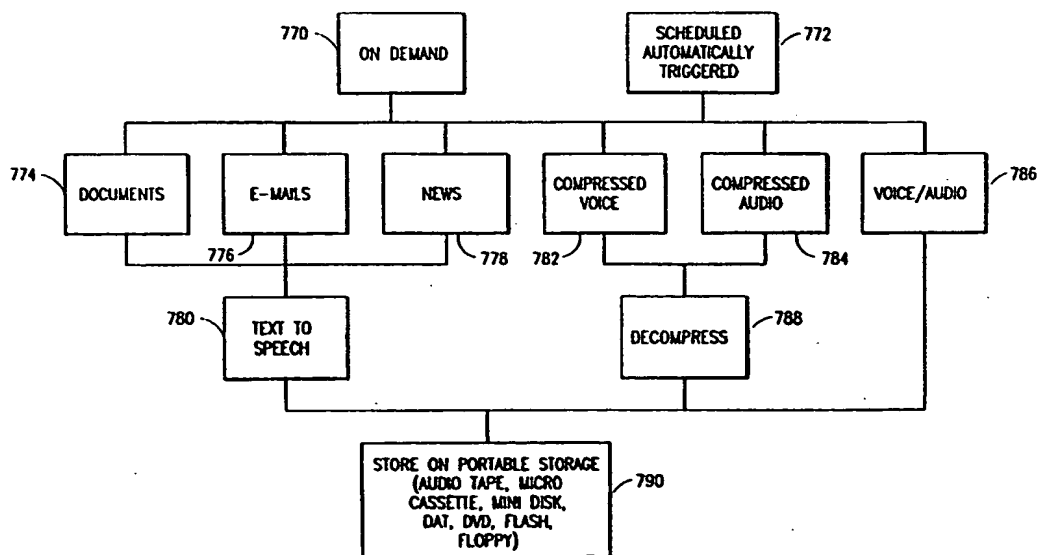 770
ON DEMAND
SCHEDULED
AUTOMATICALLY
TRIGGERED
772
774
DOCUMENTS
E-MAILS
776
NEWS
778
COMPRESSED
VOICE
782
COMPRESSED
AUDIO
784
VOICE/AUDIO
786
780
TEXT TO
SPEECH
DECOMPRESS
788
STORE ON PORTABLE STORAGE
(AUDIO TAPE, MICRO
CASSETTE, MINI DISK,
DAT, DVD, FLASH,
FLOPPY)
790